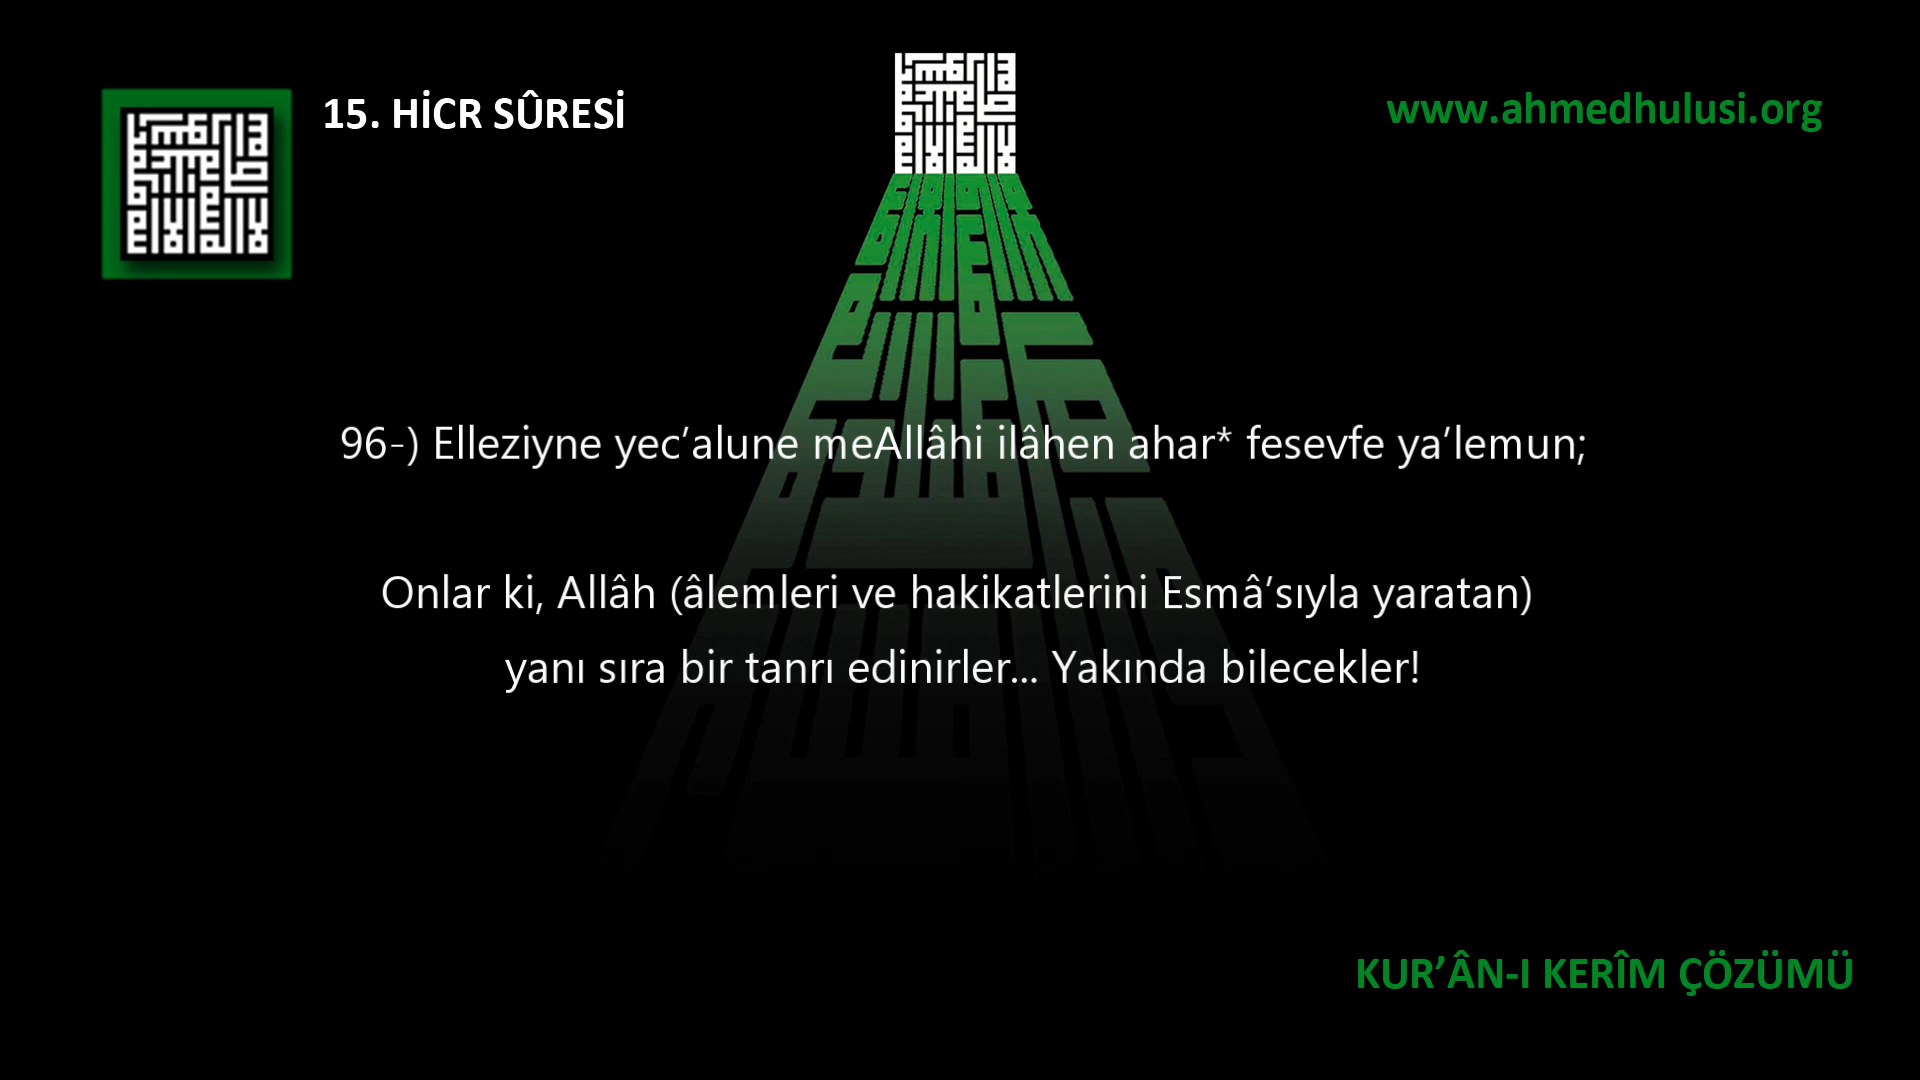 15. HİCR SÛRESİ
www.ahmedhulusi.org
96-) Elleziyne yec’alune meAllâhi ilâhen ahar* fesevfe ya’lemun;
Onlar ki, Allâh (âlemleri ve hakikatlerini Esmâ’sıyla yaratan)
yanı sıra bir tanrı edinirler... Yakında bilecekler!
KUR’ÂN-I KERÎM ÇÖZÜMÜ